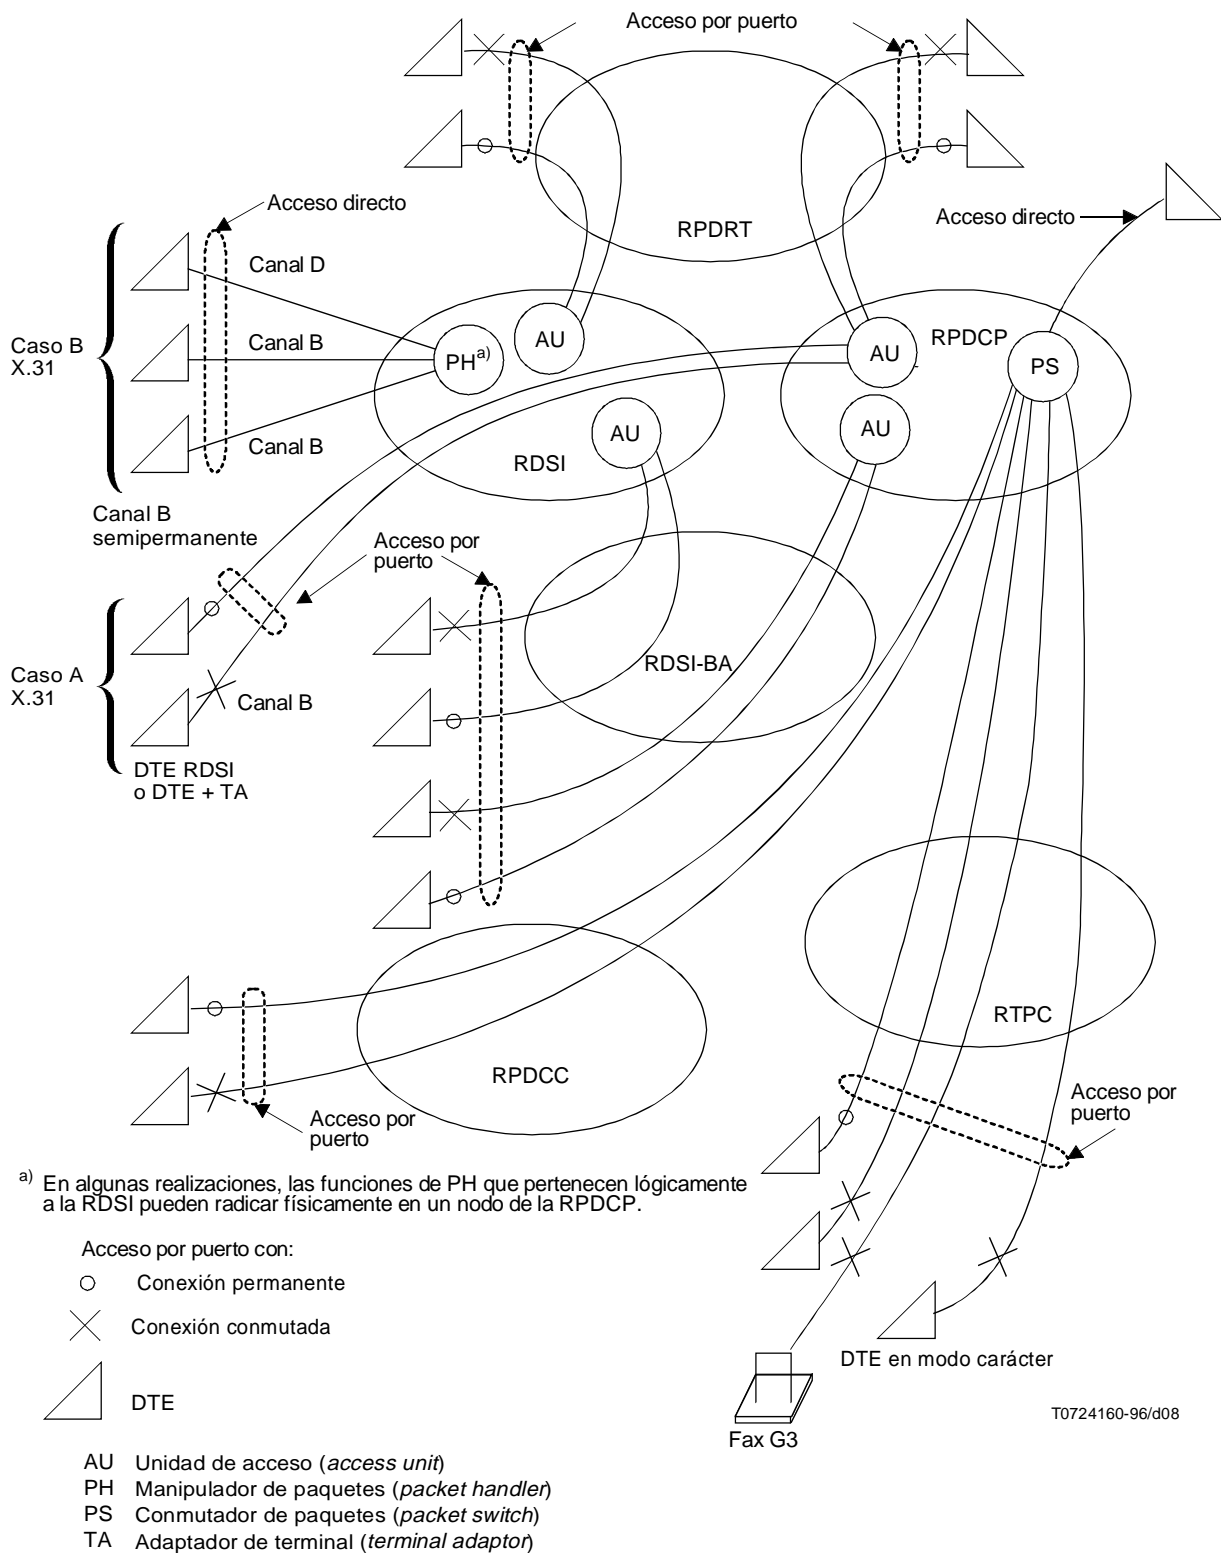 Acceso por puerto
RPDRT
Acceso directo
Acceso directo
Canal D
Caso B
X.31
Canal B
Canal B
PH a)
AU
AU
RDSI
AU
RPDCP
PS
AU
Canal B
semipermanente
Acceso por
puerto
Caso A
X.31
Canal B
RDSI-BA
DTE RDSI
o DTE + TA
RTPC
RPDCC
Acceso por
puerto
Acceso por
puerto
a) En algunas realizaciones, las funciones de PH que pertenecen lógicamente
a la RDSI pueden radicar físicamente en un nodo de la RPDCP.
Acceso por puerto con:
Conexión permanente
Conexión conmutada
DTE
DTE en modo carácter
Fax G3
T0724160-96/d08
AU Unidad de acceso (access unit)
PH Manipulador de paquetes (packet handler)
PS Conmutador de paquetes (packet switch)
TA Adaptador de terminal (terminal adaptor)